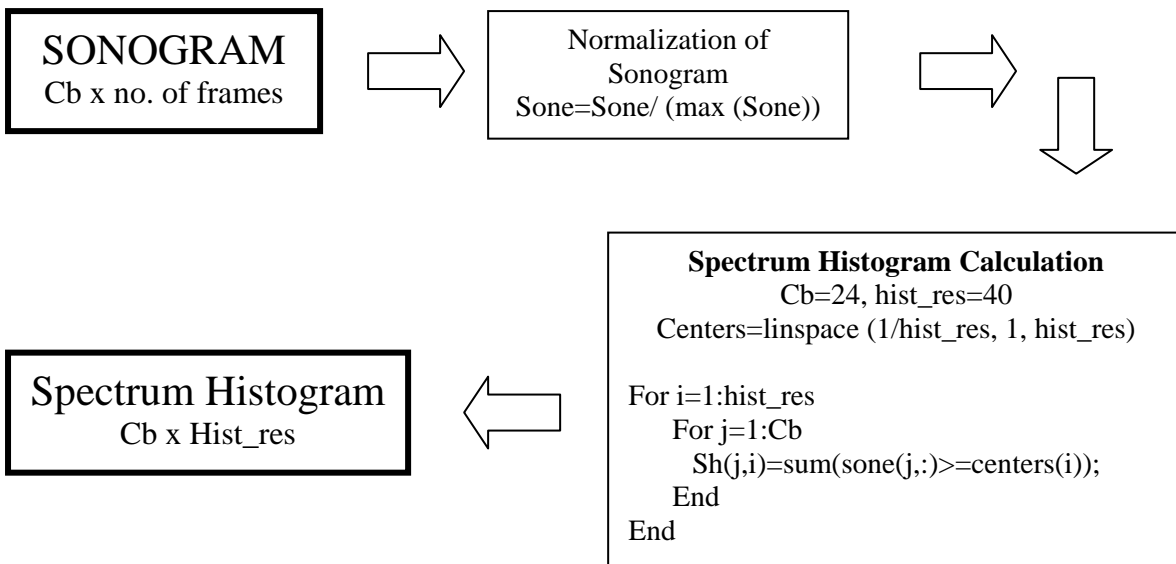 SONOGRAM
Cb x no. of frames
Normalization of
Sonogram
Sone=Sone/ (max (Sone))
Spectrum Histogram Calculation
Cb=24, hist_res=40
Centers=linspace (1/hist_res, 1, hist_res)
For i=1:hist_res
For j=1:Cb
Sh(j,i)=sum(sone(j,:)>=centers(i));
End
End
Spectrum Histogram
Cb x Hist_res